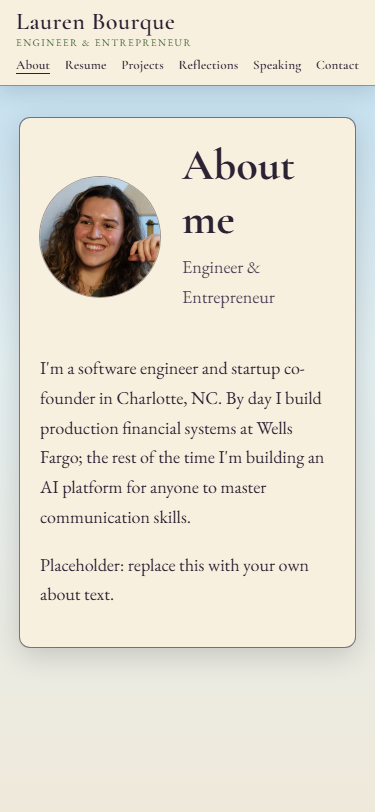 Lauren Bourque
ENGINEER & ENTREPRENEUR
About Resume Projects Reflections Speaking Contact
About
me
Engineer &
Entrepreneur
I'm a software engineer and startup co-
founder in Charlotte, NC. By day I build
production financial systems at Wells
Fargo; the rest of the time I'm building an
AI platform for anyone to master
communication skills.
Placeholder: replace this with your own
about text.